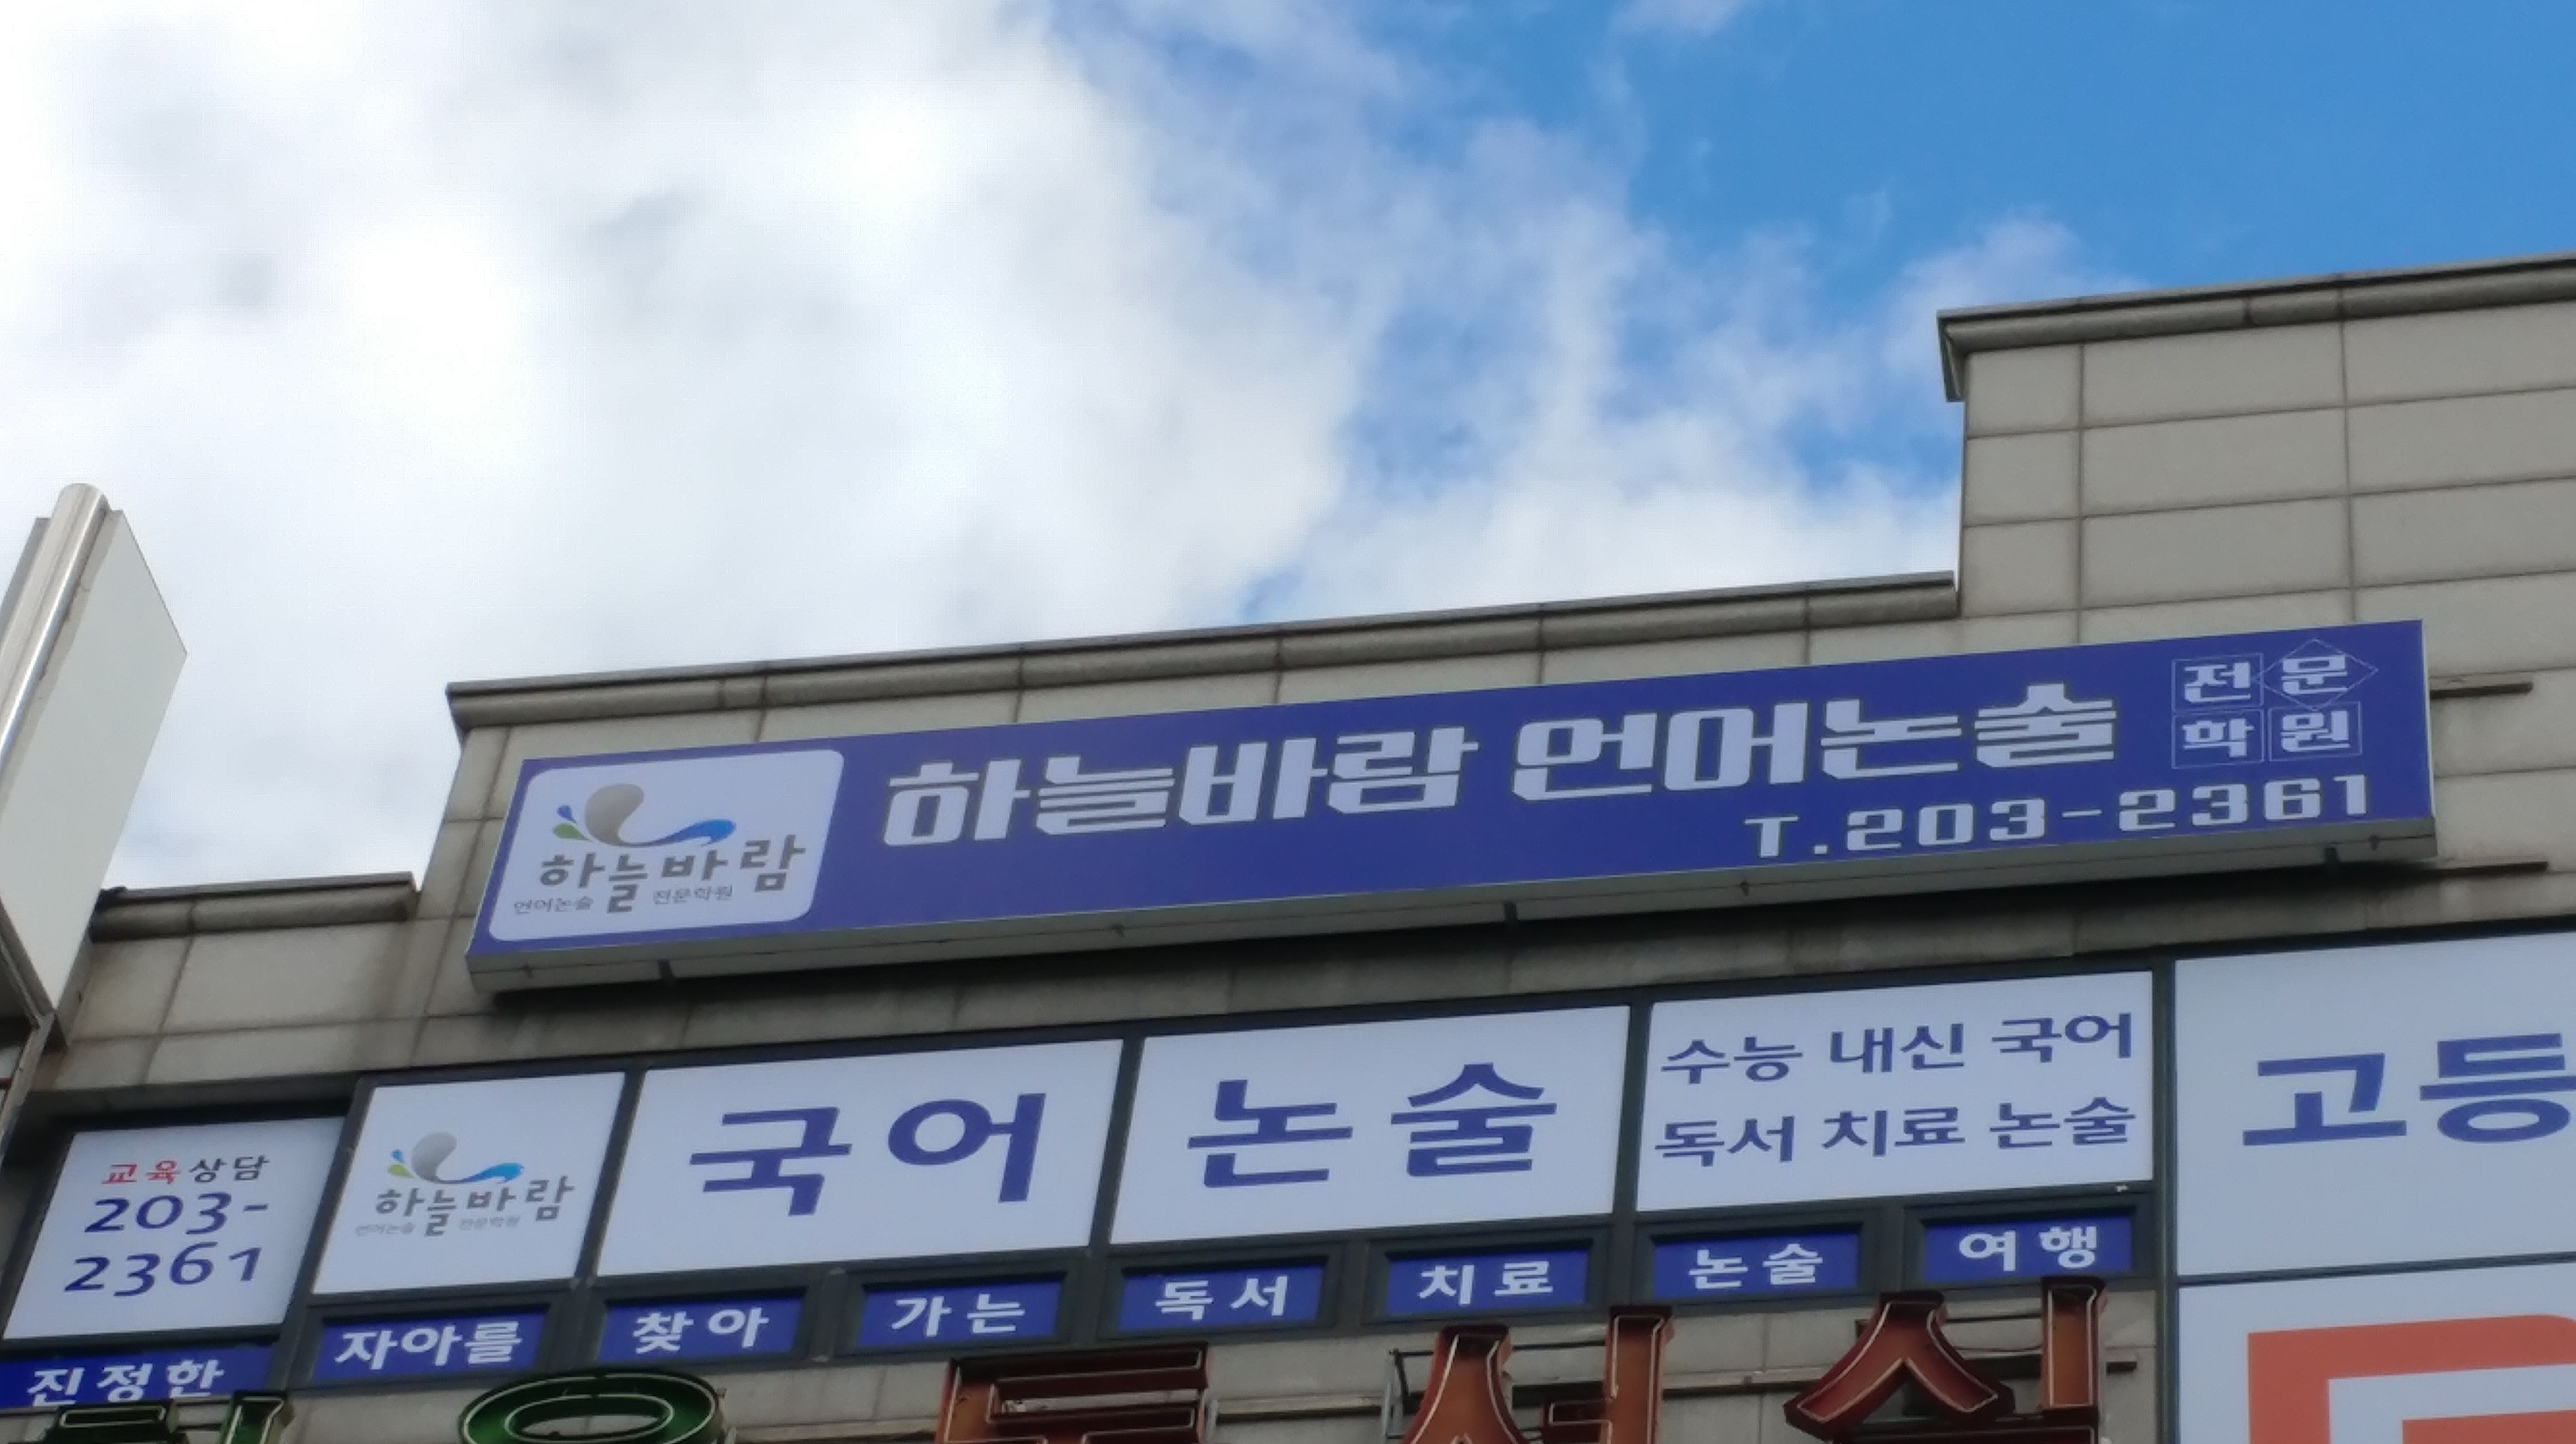 하늘바람
언어논술 전문학원
하늘바람 언어논술
전문
학원
T.203-2361
교육상담
203-
2361
하늘바람
언어논술 전문학원
국어 논술
수능 내신 국어
독서 치료 논술
고등
진정한 자아를 찾아 가는 독서 치료 논술 여행